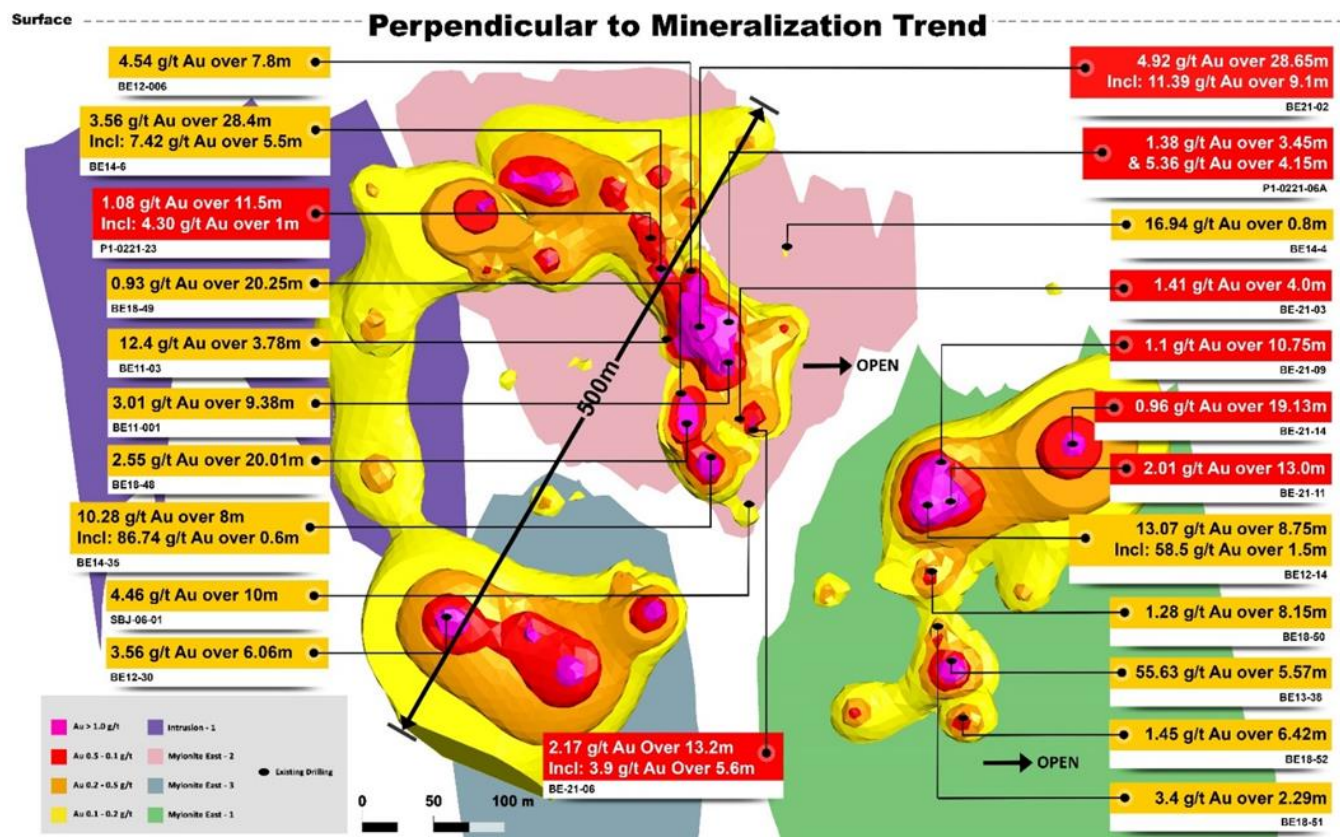 Surface
Perpendicular to Mineralization Trend
4.54 g/t Au over 7.8m
BE12-006
3.56 g/t Au over 28.4m
Incl: 7.42 g/t Au over 5.5m
BE14-6
1.08 g/t Au over 11.5m
Incl: 4.30 g/t Au over 1m
P1-0221-23
0.93 g/t Au over 20.25m
BE18-49
12.4 g/t Au over 3.78m
BE11-03
3.01 g/t Au over 9.38m
BE11-001
2.55 g/t Au over 20.01m
BE18-48
10.28 g/t Au over 8m
Incl: 86.74 g/t Au over 0.6m
BE14-35
4.46 g/t Au over 10m
SBJ-06-01
3.56 g/t Au over 6.06m
BE12-30
500m
OPEN
4.92 g/t Au over 28.65m
Incl: 11.39 g/t Au over 9.1m
BE21-02
1.38 g/t Au over 3.45m
& 5.36 g/t Au over 4.15m
P1-0221-06A
16.94 g/t Au over 0.8m
BE14-4
1.41 g/t Au over 4.0m
BE-21-03
1.1 g/t Au over 10.75m
BE-21-09
0.96 g/t Au over 19.13m
BE-21-14
2.01 g/t Au over 13.0m
BE-21-11
13.07 g/t Au over 8.75m
Incl: 58.5 g/t Au over 1.5m
BE12-14
1.28 g/t Au over 8.15m
BE18-50
55.63 g/t Au over 5.57m
BE13-38
1.45 g/t Au over 6.42m
BE18-52
OPEN
3.4 g/t Au over 2.29m
BE18-51
2.17 g/t Au Over 13.2m
Incl: 3.9 g/t Au Over 5.6m
BE-21-06
Au > 1.0 g/t
Au 0.5 - 0.1 g/t
Au 0.2 - 0.5 g/t
Au 0.1 - 0.2 g/t
Intrusion - 1
Mylonite East - 2
Mylonite East - 3
Mylonite East - 1
Existing Drilling
0 50 100 m